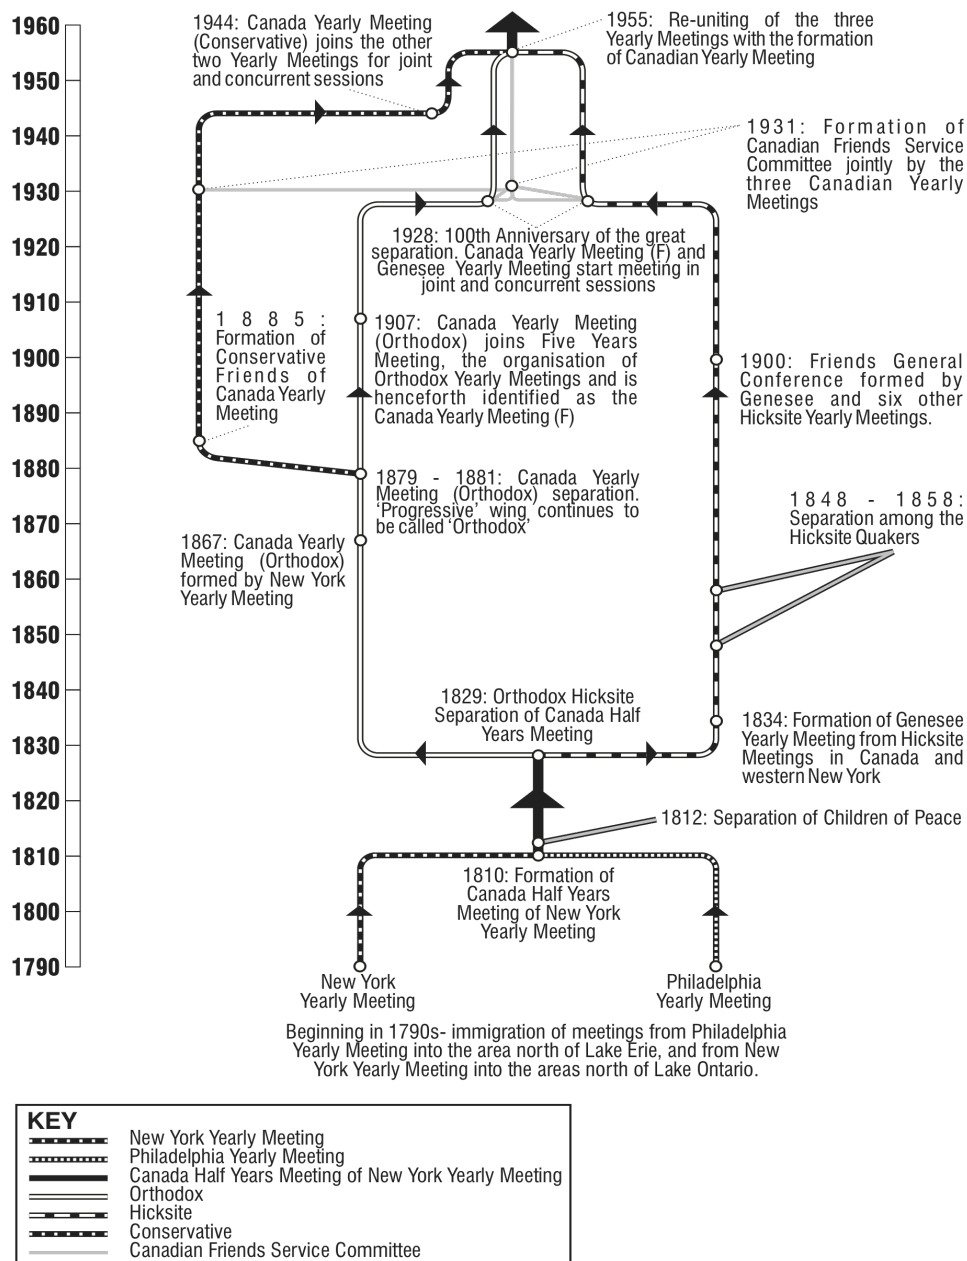 1960
1950
1940
1930
1920
1910
1900
1890
1880
1870
1860
1850
1840
1830
1820
1810
1800
1790
1944: Canada Yearly Meeting
(Conservative) joins the other
two Yearly Meetings for joint
and concurrent sessions
1955: Re-uniting of the three
Yearly Meetings with the formation
of Canadian Yearly Meeting
1931: Formation of
Canadian Friends Service
Committee jointly by the
three Canadian Yearly
Meetings
1928: 100th Anniversary of the great
separation. Canada Yearly Meeting (F) and
Genesee Yearly Meeting start meeting in
joint and concurrent sessions
1885:
Formation of
Conservative
Friends of
Canada Yearly
Meeting
1907: Canada Yearly Meeting
(Orthodox) joins Five Years
Meeting, the organisation of
Orthodox Yearly Meetings and is
henceforth identified as the
Canada Yearly Meeting (F)
1900: Friends General
Conference formed by
Genesee and six other
Hicksite Yearly Meetings.
1879 - 1881: Canada Yearly
Meeting (Orthodox) separation.
‘Progressive’ wing continues to
be called ‘Orthodox’
1848 - 1858:
Separation among the
Hicksite Quakers
1867: Canada Yearly
Meeting (Orthodox)
formed by New York
Yearly Meeting
1829: Orthodox Hicksite
Separation of Canada Half
Years Meeting
1834: Formation of Genesee
Yearly Meeting from Hicksite
Meetings in Canada and
western New York
1812: Separation of Children of Peace
1810: Formation of
Canada Half Years
Meeting of New York
Yearly Meeting
New York
Yearly Meeting
Philadelphia
Yearly Meeting
Beginning in 1790s- immigration of meetings from Philadelphia
Yearly Meeting into the area north of Lake Erie, and from New
York Yearly Meeting into the areas north of Lake Ontario.
KEY
New York Yearly Meeting
Philadelphia Yearly Meeting
Canada Half Years Meeting of New York Yearly Meeting
Orthodox
Hicksite
Conservative
Canadian Friends Service Committee